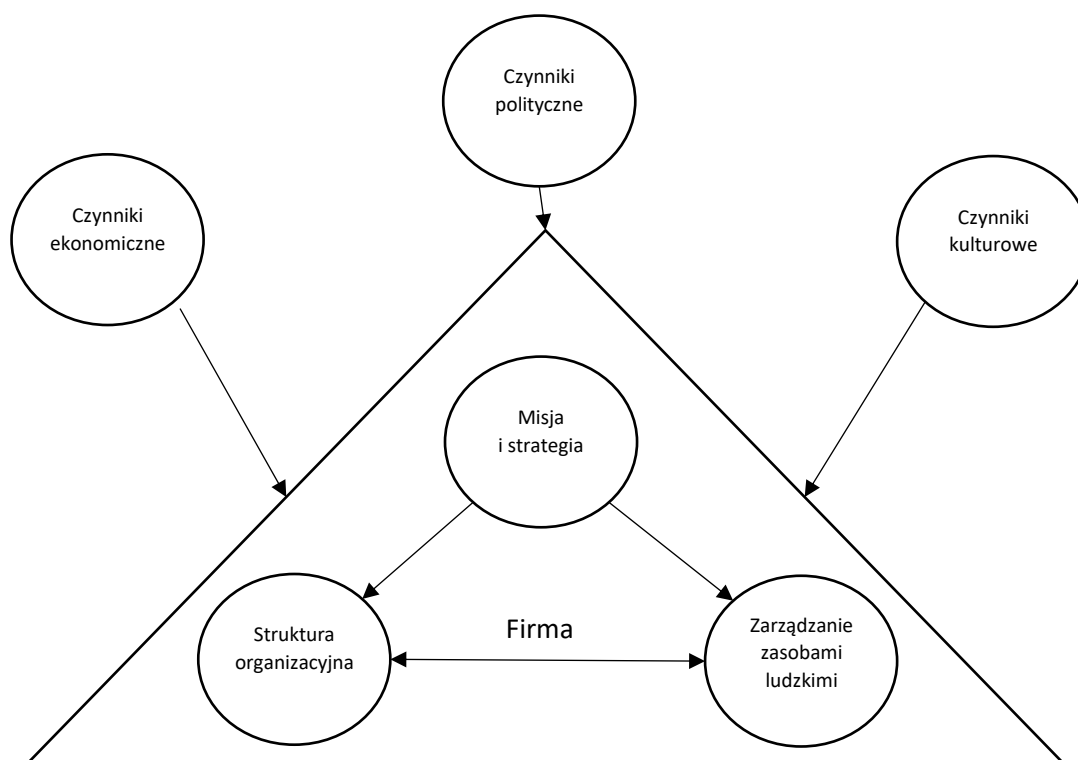 Czynniki
polityczne
Czynniki
ekonomiczne
Czynniki
kulturowe
Misja
i strategia
Struktura
organizacyjna
Firma
Zarządzanie
zasobami
ludzkimi